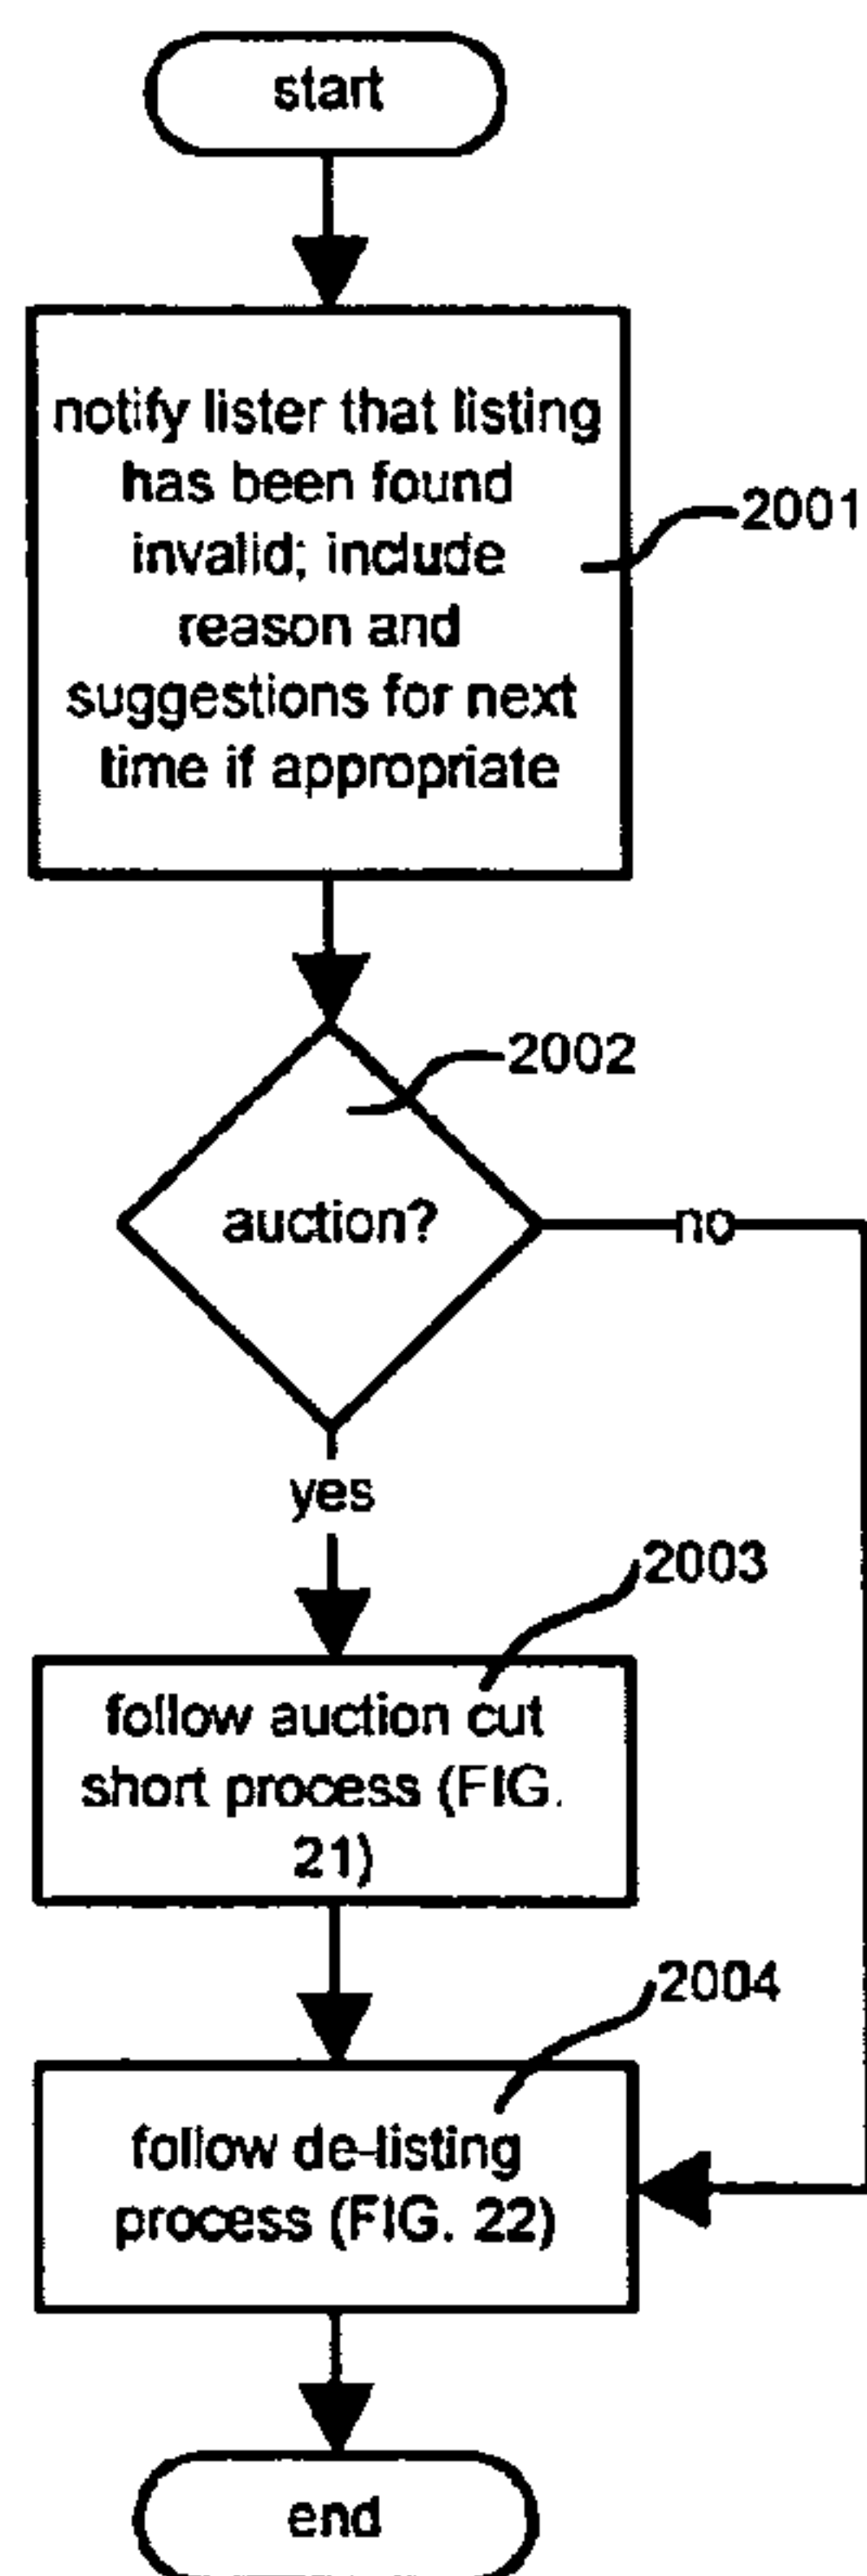 start
notify lister that listing
has been found
invalid; include
reason and
suggestions for next
time if appropriate
2001
2002
auction?
no
yes
2003
follow auction cut
short process (FIG.
21)
2004
follow de-listing
process (FIG. 22)
end